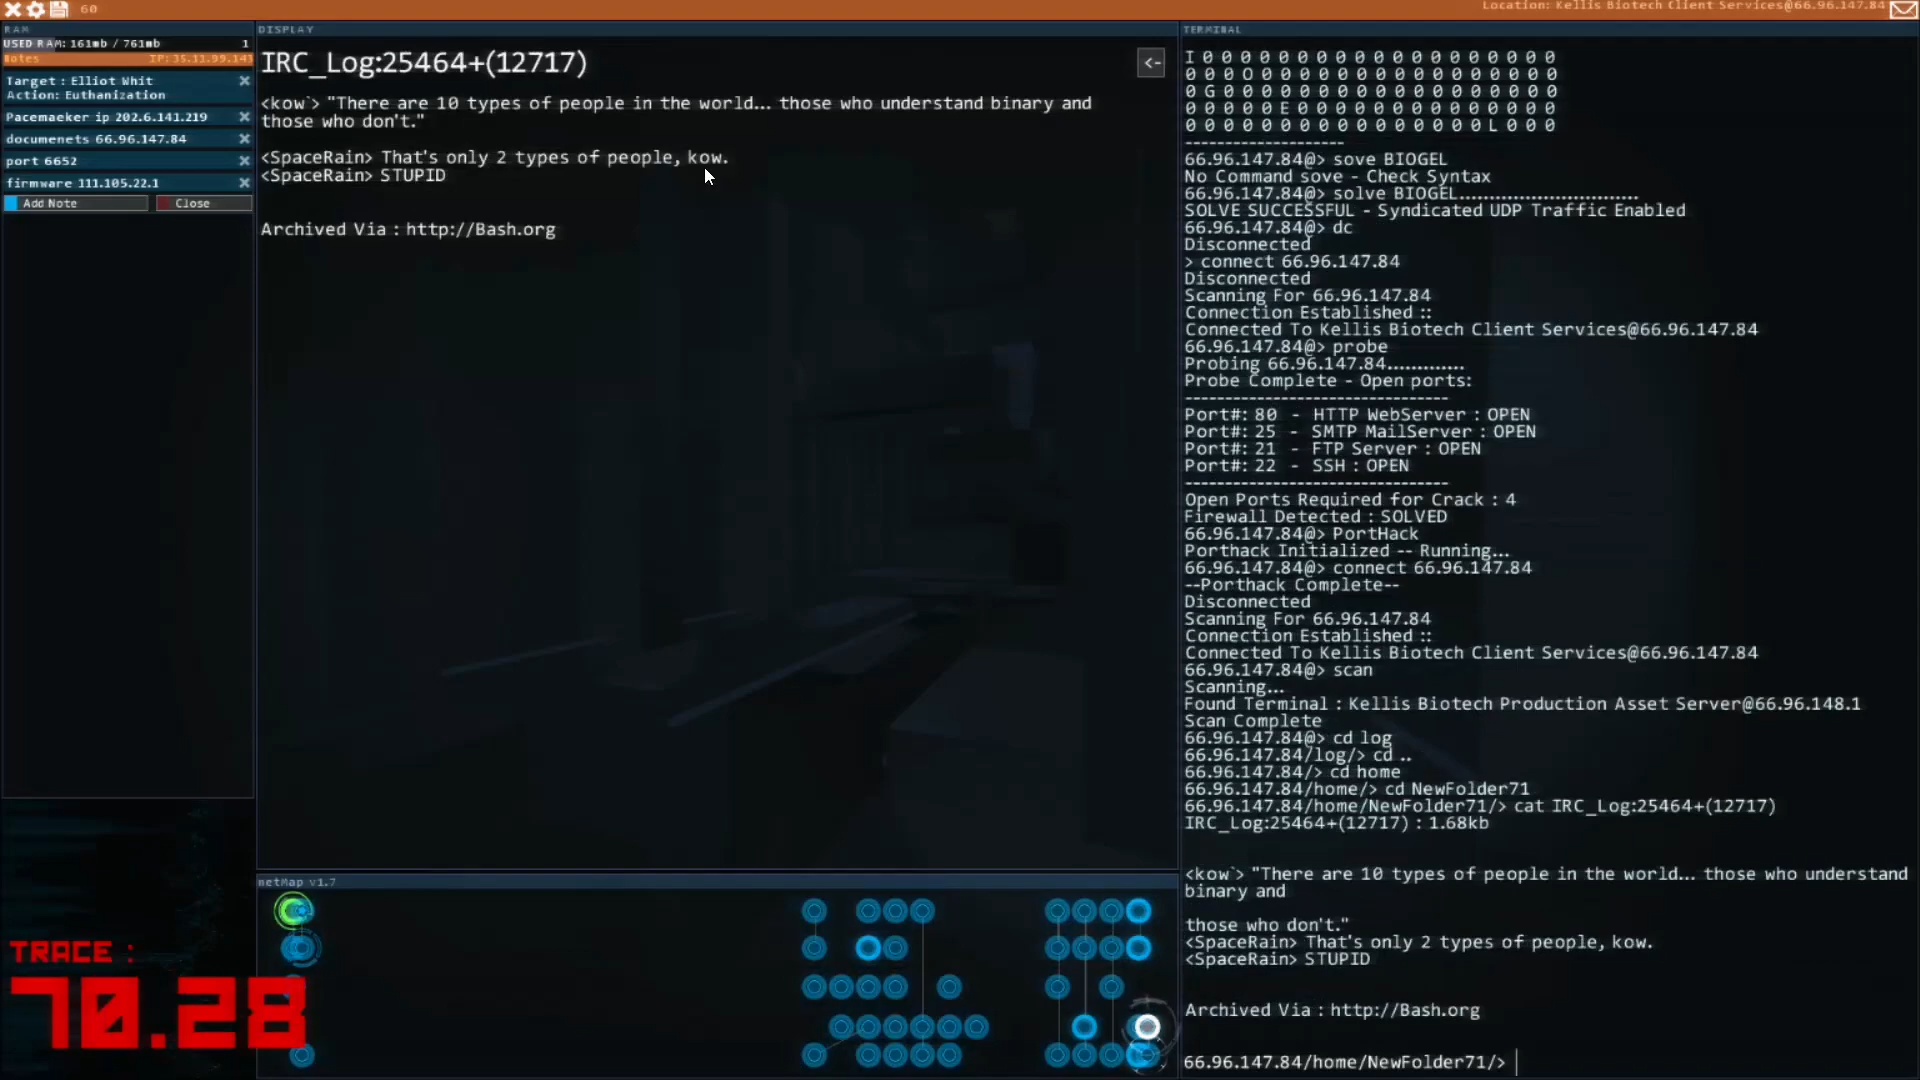 60
Location: Kellis Biotech Client Services@66.96.147.84
RAM
USED RAM: 161mb / 761mb 1
Notes IP: 35.11.99.143
Target : Elliot Whit
Action: Euthanization
Pacemaeker ip 202.6.141.219
documenets 66.96.147.84
port 6652
firmware 111.105.22.1
Add Note Close
TRACE :
70.28
DISPLAY
IRC_Log:25464+(12717)
<-
<kow`> "There are 10 types of people in the world... those who understand binary and
those who don't."
<SpaceRain> That's only 2 types of people, kow.
<SpaceRain> STUPID
Archived Via : http://Bash.org
netMap v1.7
TERMINAL
I 0 0 0 0 0 0 0 0 0 0 0 0 0 0 0 0 0 0 0
0 0 0 O 0 0 0 0 0 0 0 0 0 0 0 0 0 0 0 0
0 G 0 0 0 0 0 0 0 0 0 0 0 0 0 0 0 0 0 0
0 0 0 0 0 E 0 0 0 0 0 0 0 0 0 0 0 0 0 0
0 0 0 0 0 0 0 0 0 0 0 0 0 0 0 0 L 0 0 0
--------------------
66.96.147.84@> sove BIOGEL
No Command sove - Check Syntax
66.96.147.84@> solve BIOGEL..............................
SOLVE SUCCESSFUL - Syndicated UDP Traffic Enabled
66.96.147.84@> dc
Disconnected
> connect 66.96.147.84
Disconnected
Scanning For 66.96.147.84
Connection Established ::
Connected To Kellis Biotech Client Services@66.96.147.84
66.96.147.84@> probe
Probing 66.96.147.84.............
Probe Complete - Open ports:
---------------------------------
Port#: 80 - HTTP WebServer : OPEN
Port#: 25 - SMTP MailServer : OPEN
Port#: 21 - FTP Server : OPEN
Port#: 22 - SSH : OPEN
---------------------------------
Open Ports Required for Crack : 4
Firewall Detected : SOLVED
66.96.147.84@> PortHack
Porthack Initialized -- Running...
66.96.147.84@> connect 66.96.147.84
--Porthack Complete--
Disconnected
Scanning For 66.96.147.84
Connection Established ::
Connected To Kellis Biotech Client Services@66.96.147.84
66.96.147.84@> scan
Scanning...
Found Terminal : Kellis Biotech Production Asset Server@66.96.148.1
Scan Complete
66.96.147.84@> cd log
66.96.147.84/log/> cd ..
66.96.147.84/> cd home
66.96.147.84/home/> cd NewFolder71
66.96.147.84/home/NewFolder71/> cat IRC_Log:25464+(12717)
IRC_Log:25464+(12717) : 1.68kb
<kow`> "There are 10 types of people in the world... those who understand
binary and
those who don't."
<SpaceRain> That's only 2 types of people, kow.
<SpaceRain> STUPID
Archived Via : http://Bash.org
66.96.147.84/home/NewFolder71/>